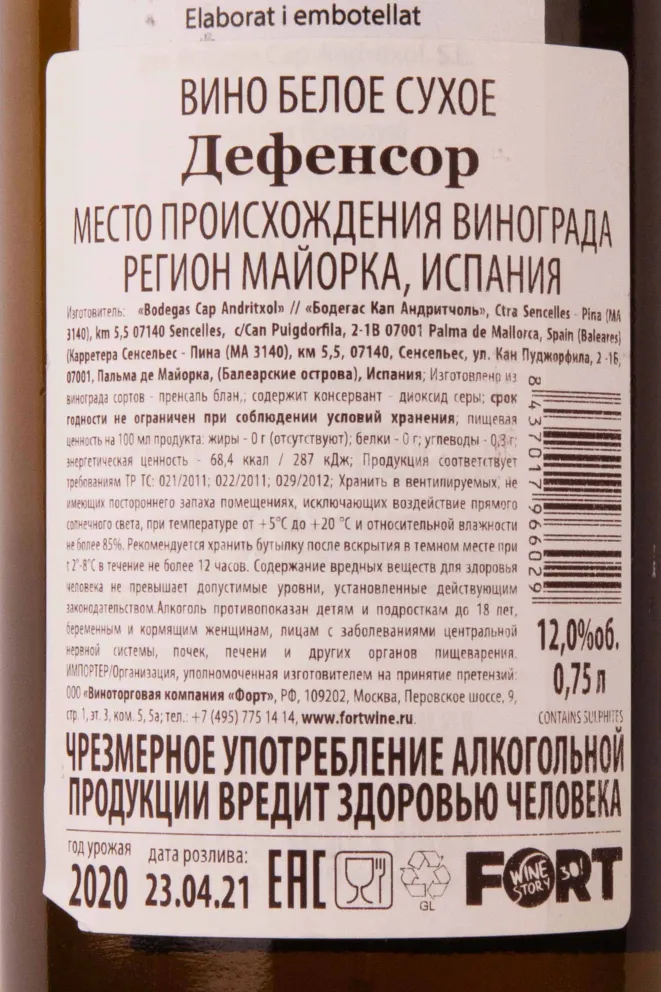 Elaborat i embotellat
ВИНО БЕЛОЕ СУХОЕ
Дефенсор
МЕСТО ПРОИСХОЖДЕНИЯ ВИНОГРАДА
РЕГИОН МАЙОРКА, ИСПАНИЯ
Изготовитель: «Bodegas Cap Andritxol» // «Бодегас Кап Андритчоль», Ctra Sencelles - Pina (MA
3140), km 5,5 07140 Sencelles, c/Can Puigdorfila, 2-1B 07001 Palma de Mallorca, Spain (Baleares)
(Карретера Сенсельес - Пина (МА 3140), км 5,5, 07140, Сенсельес, ул. Кан Пуджорфила, 2 -1Б,
07001, Пальма де Майорка, (Балеарские острова), Испания; Изготовлено из
винограда сортов - пренсаль блан,; содержит консервант - диоксид серы; срок
годности не ограничен при соблюдении условий хранения; пищевая
ценность на 100 мл продукта: жиры - 0 г (отсутствуют); белки - 0 г; углеводы - 0,3 г;
энергетическая ценность - 68,4 ккал / 287 кДж; Продукция соответствует
требованиям ТР ТС: 021/2011; 022/2011; 029/2012; Хранить в вентилируемых, не
имеющих постороннего запаха помещениях, исключающих воздействие прямого
солнечного света, при температуре от +5°С до +20 °С и относительной влажности
не более 85%. Рекомендуется хранить бутылку после вскрытия в темном месте при
t 2°-8°С в течение не более 12 часов. Содержание вредных веществ для здоровья
человека не превышает допустимые уровни, установленные действующим
законодательством.Алкоголь противопоказан детям и подросткам до 18 лет,
беременным и кормящим женщинам, лицам с заболеваниями центральной
нервной системы, почек, печени и других органов пищеварения.
ИМПОРТЕР/Организация, уполномоченная изготовителем на принятие претензий:
ООО «Виноторговая компания «Форт», РФ, 109202, Москва, Перовское шоссе, 9,
стр. 1, эт. 3, ком. 5, 5а; тел.: +7 (495) 775 14 14, www.fortwine.ru.
8 437017 966029
12,0%об.
0,75 л
CONTAINS SULPHITES
ЧРЕЗМЕРНОЕ УПОТРЕБЛЕНИЕ АЛКОГОЛЬНОЙ
ПРОДУКЦИИ ВРЕДИТ ЗДОРОВЬЮ ЧЕЛОВЕКА
год урожая
2020
дата розлива:
23.04.21
EAC
GL
FORT
WINE STORY
30!